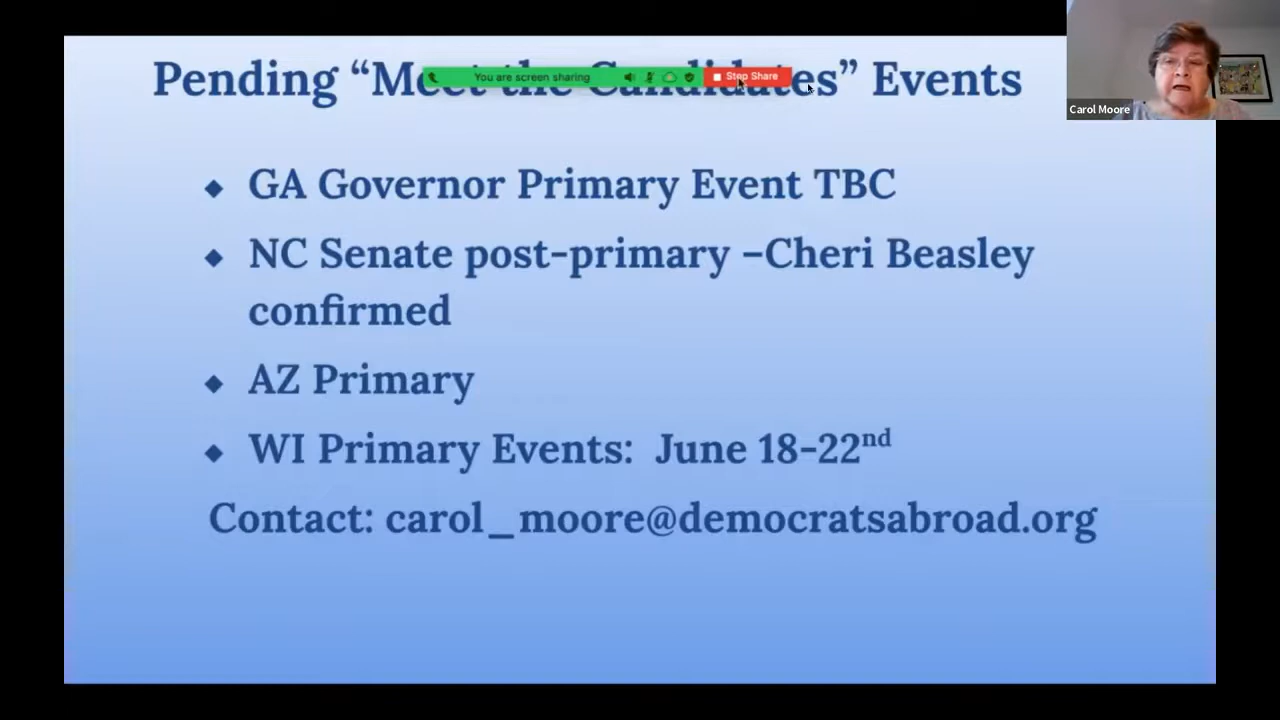 Pending “Meet the Candidates” Events
You are screen sharing
Stop Share
Carol Moore
GA Governor Primary Event TBC
NC Senate post-primary –Cheri Beasley
confirmed
AZ Primary
WI Primary Events: June 18-22nd
Contact: carol_moore@democratsabroad.org